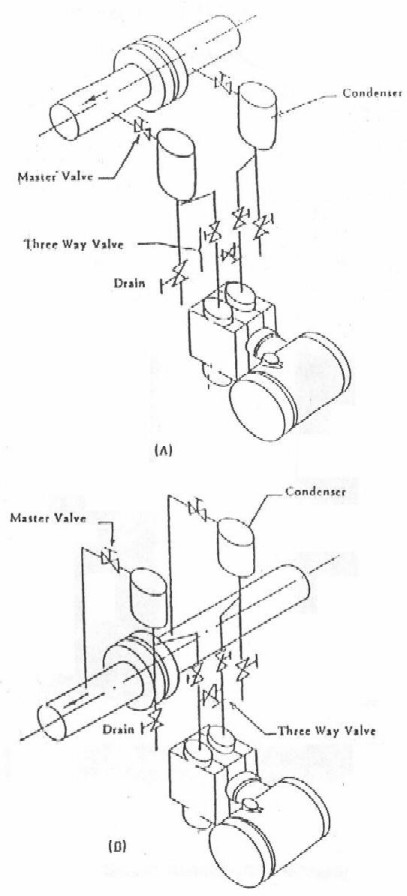 Condenser
Master Valve
Three Way Valve
Drain
(A)
Condenser
Master Valve
Drain
Three Way Valve
(B)